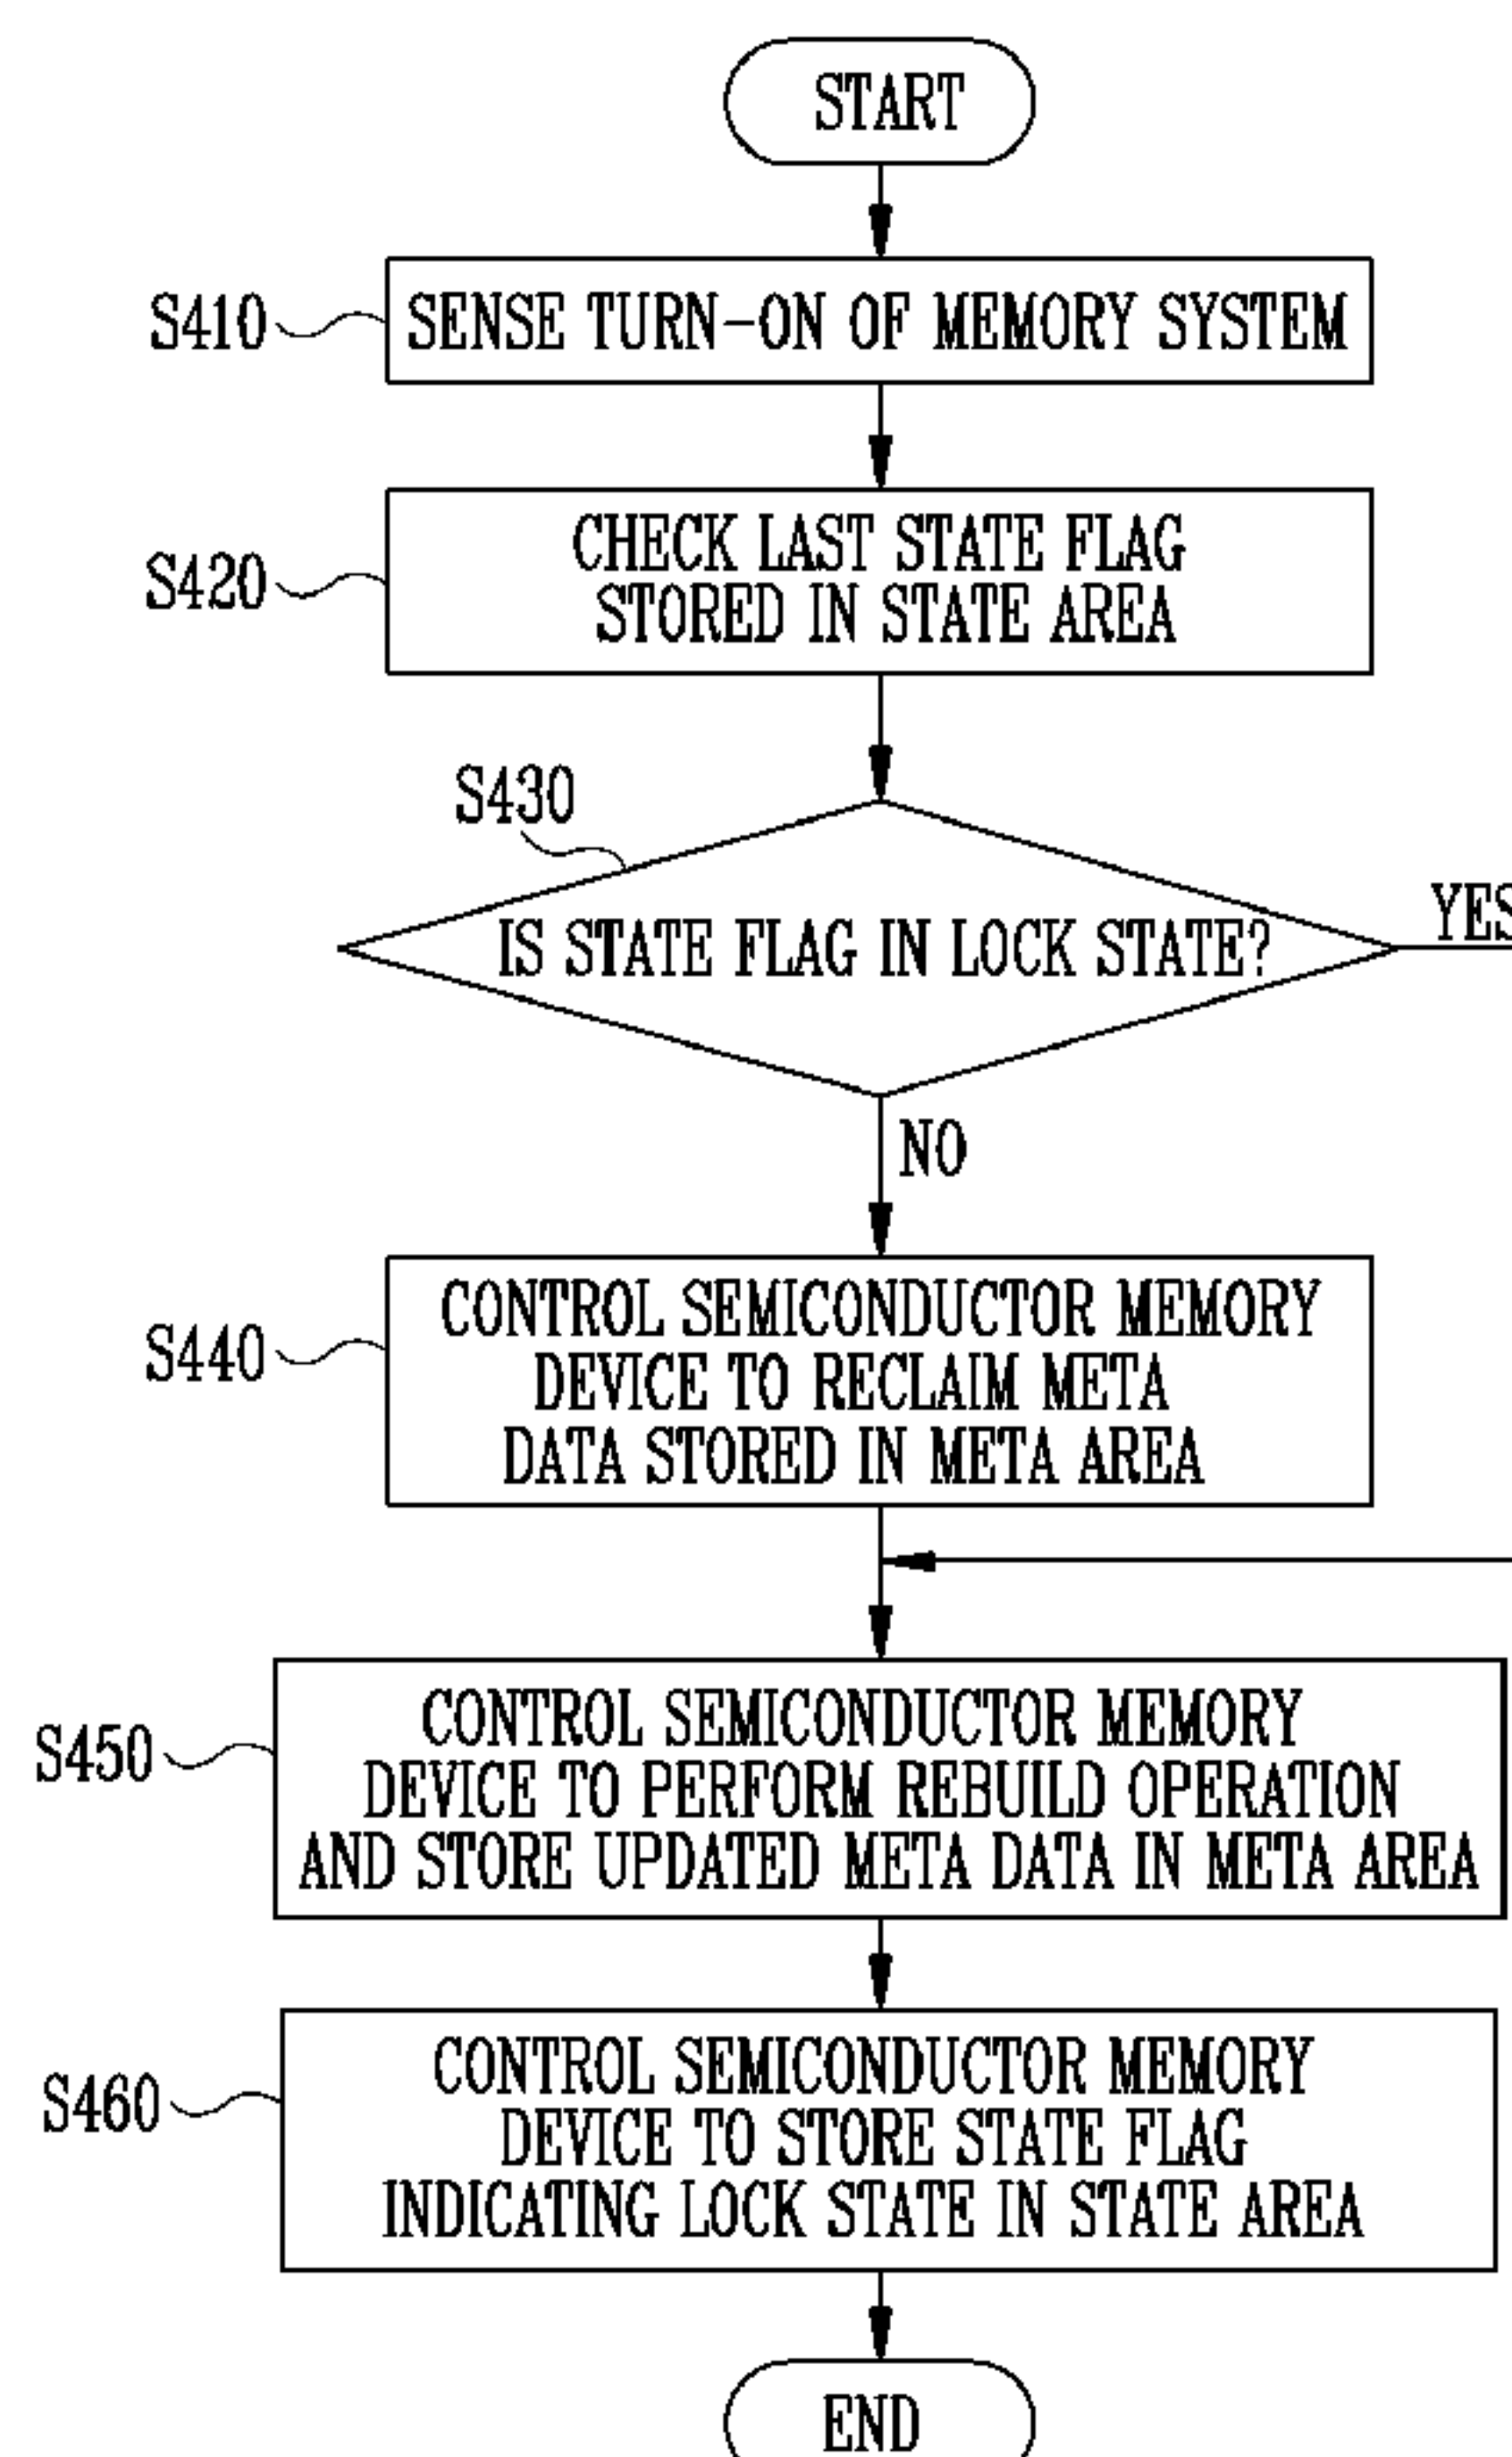 START
S410
SENSE TURN-ON OF MEMORY SYSTEM
S420
CHECK LAST STATE FLAG
STORED IN STATE AREA
S430
IS STATE FLAG IN LOCK STATE?
YES
NO
S440
CONTROL SEMICONDUCTOR MEMORY
DEVICE TO RECLAIM META
DATA STORED IN META AREA
S450
CONTROL SEMICONDUCTOR MEMORY
DEVICE TO PERFORM REBUILD OPERATION
AND STORE UPDATED META DATA IN META AREA
S460
CONTROL SEMICONDUCTOR MEMORY
DEVICE TO STORE STATE FLAG
INDICATING LOCK STATE IN STATE AREA
END